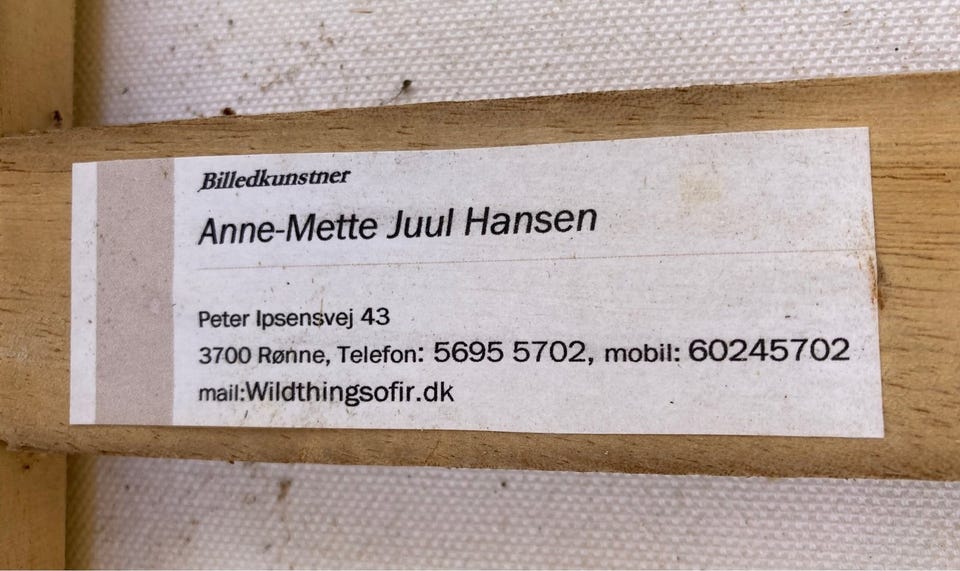 Billedkunstner
Anne-Mette Juul Hansen
Peter Ipsensvej 43
3700 Rønne, Telefon: 5695 5702, mobil: 60245702
mail:Wildthingsofir.dk